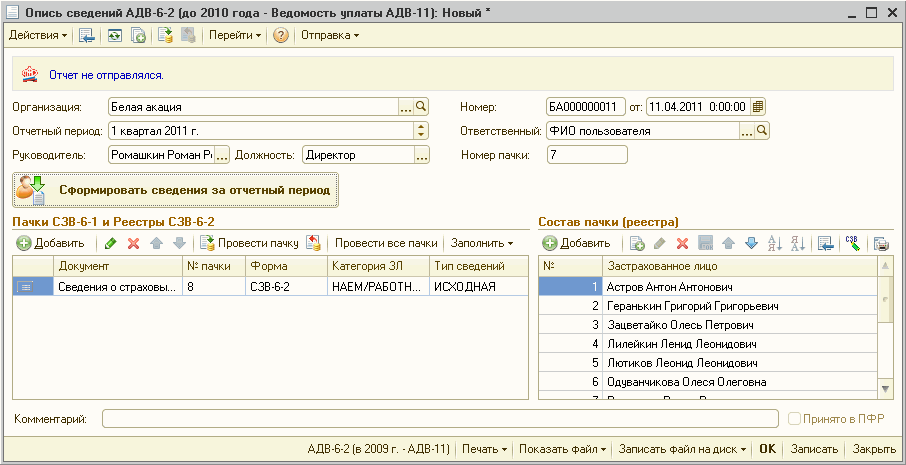 Опись сведений АДВ-6-2 (до 2010 года - Ведомость уплаты АДВ-11): Новый *
Действия Перейти ? Отправка
Отчет не отправлялся.
Организация: Белая акация ... Номер: БА000000011 от: 11.04.2011 0:00:00
Отчетный период: 1 квартал 2011 г. Ответственный: ФИО пользователя ...
Руководитель: Ромашкин Роман Р ... Должность: Директор ... Номер пачки: 7
Сформировать сведения за отчетный период
Пачки СЗВ-6-1 и Реестры СЗВ-6-2
Добавить Провести пачку Провести все пачки Заполнить
Документ № пачки Форма Категория ЗЛ Тип сведений
Сведения о страховы... 8 СЗВ-6-2 НАЕМ/РАБОТН... ИСХОДНАЯ
Состав пачки (реестра)
Добавить СЗВ
№ Застрахованное лицо
1 Астров Антон Антонович
2 Геранькин Григорий Григорьевич
3 Зацветайко Олесь Петрович
4 Лилейкин Ленид Леонидович
5 Лютиков Леонид Леонидович
6 Одуванчикова Олеся Олеговна
Комментарий: Принято в ПФР
АДВ-6-2 (в 2009 г. - АДВ-11) Печать Показать файл Записать файл на диск OK Записать Закрыть